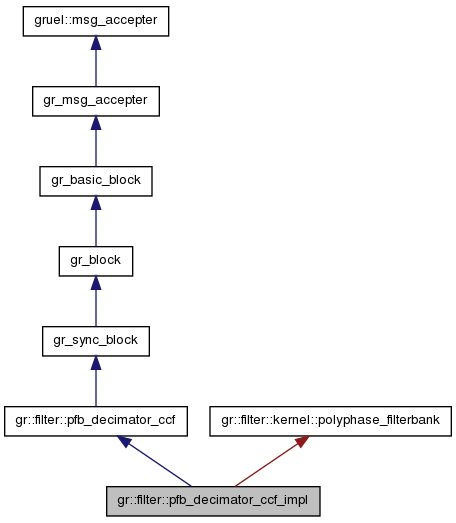 gruel::msg_accepter
gr_msg_accepter
gr_basic_block
gr_block
gr_sync_block
gr::filter::pfb_decimator_ccf
gr::filter::kernel::polyphase_filterbank
gr::filter::pfb_decimator_ccf_impl